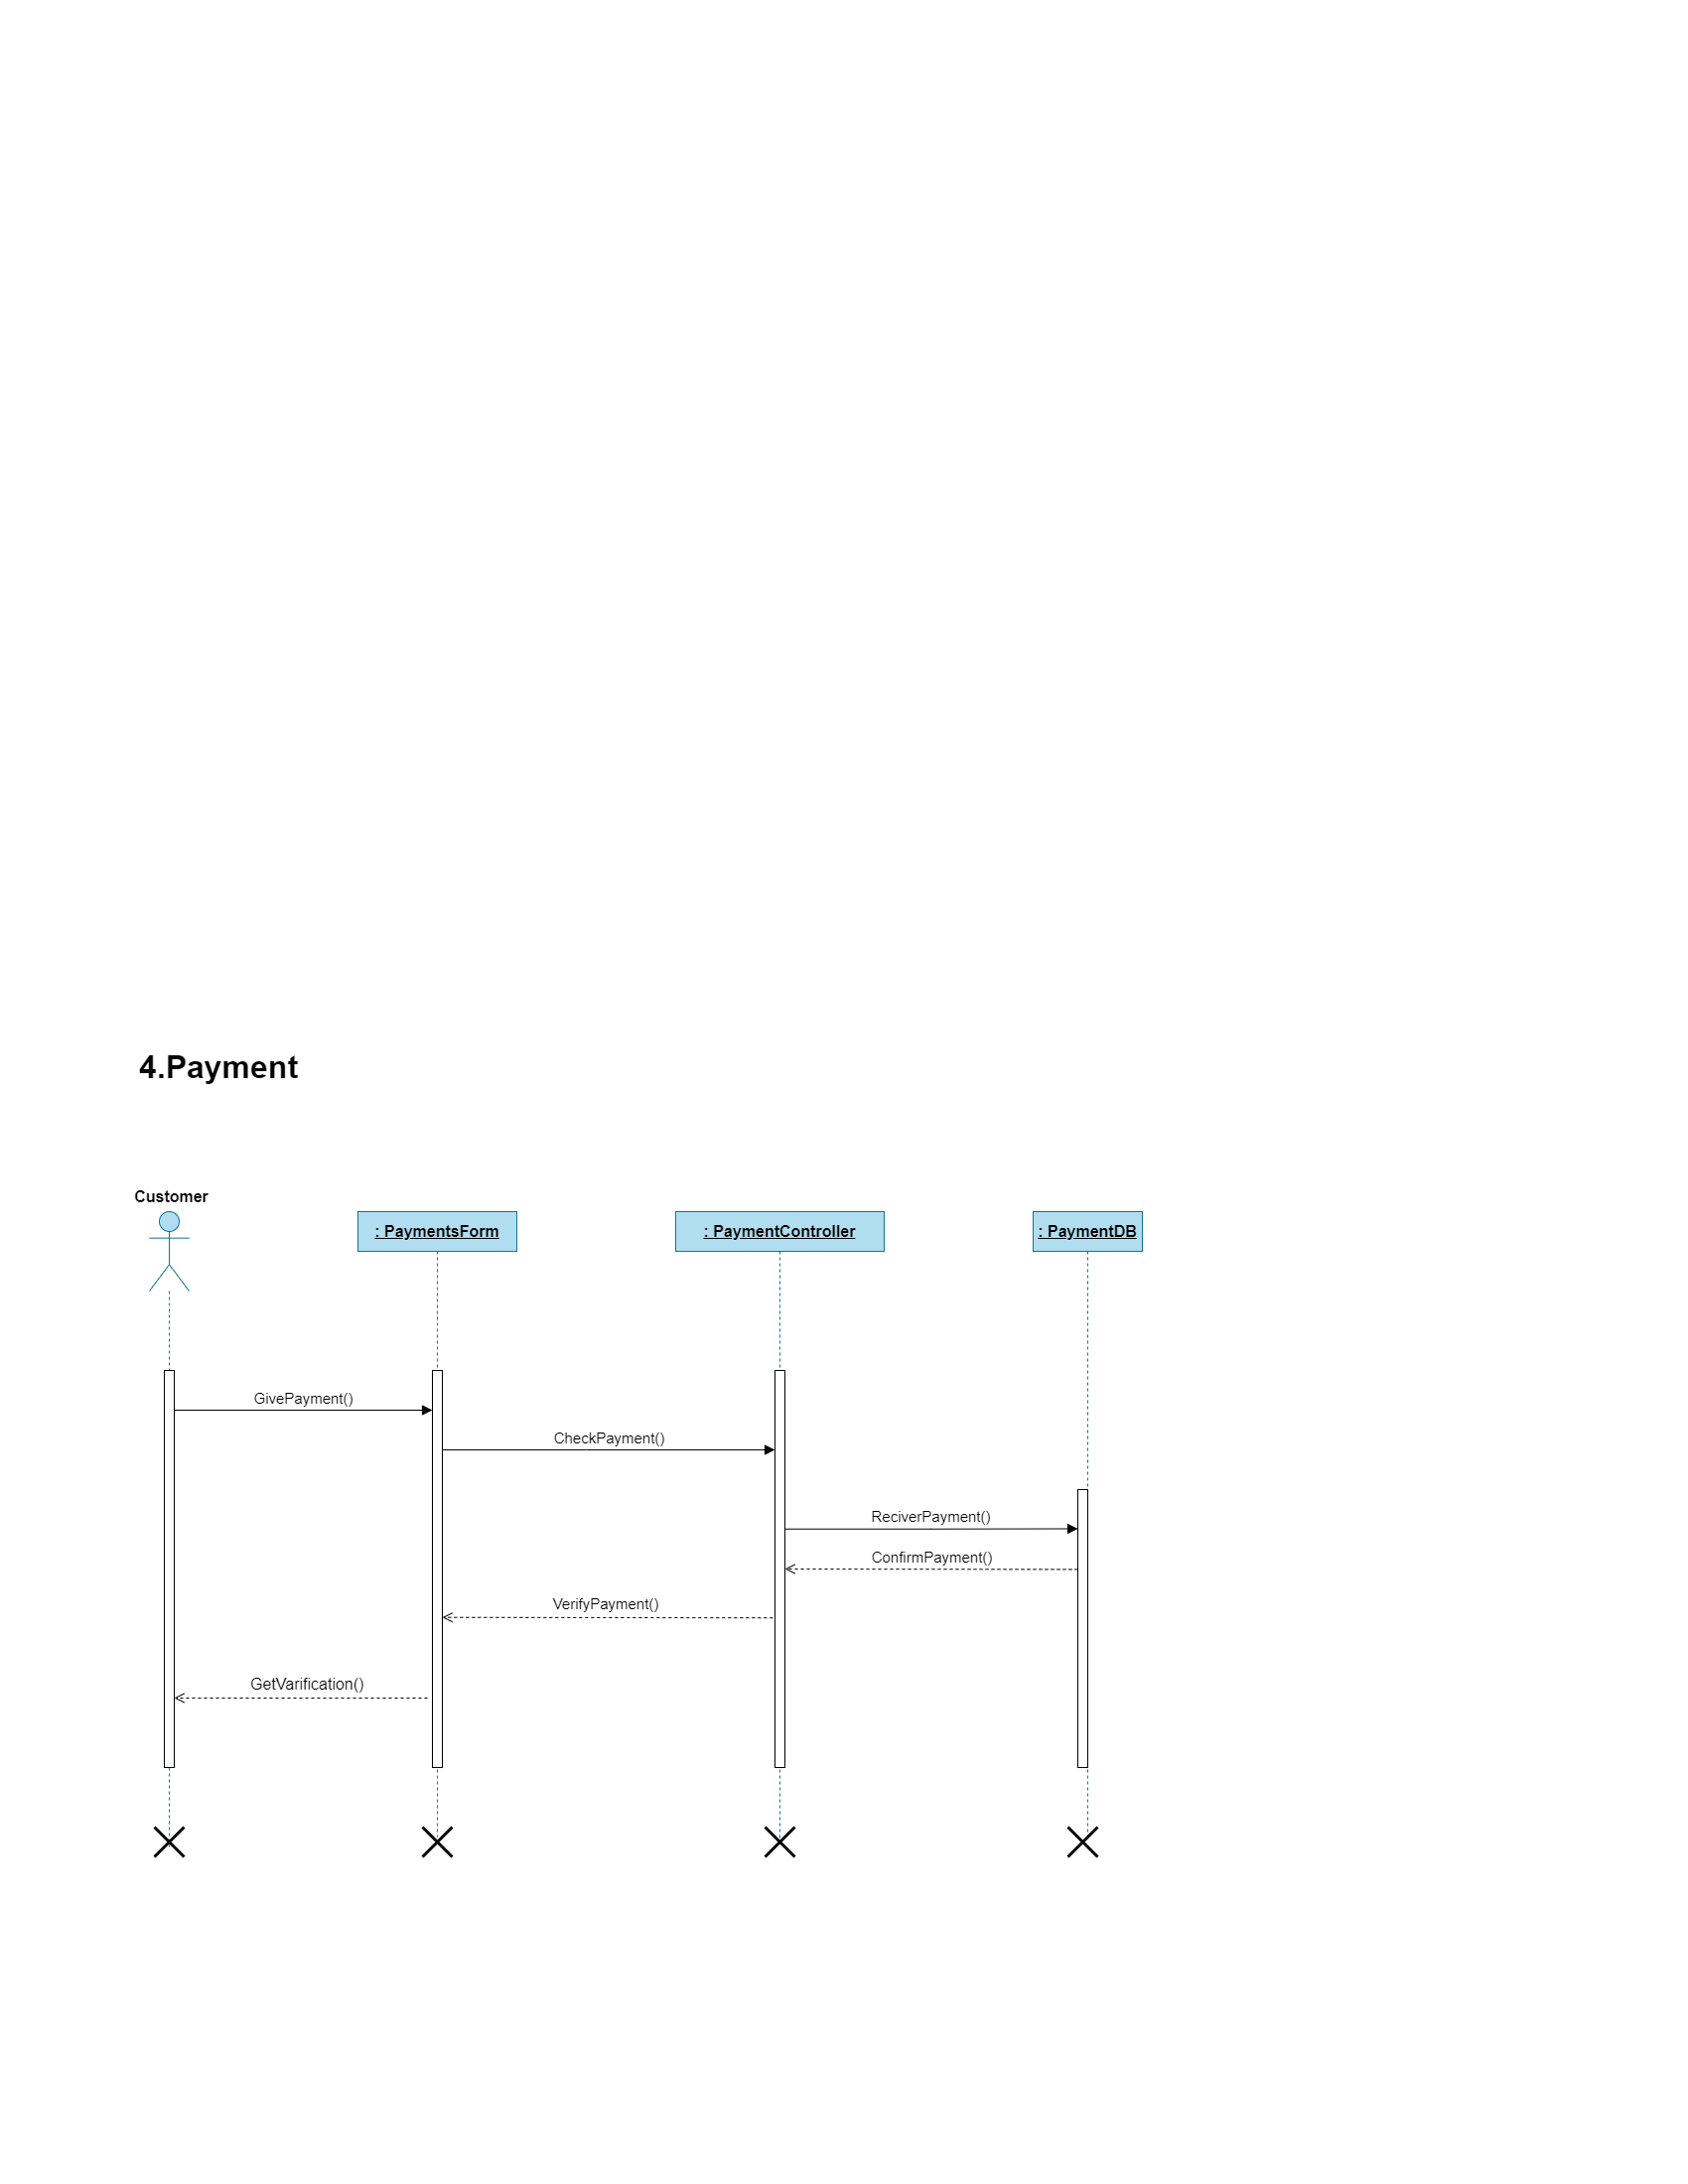 4.Payment
Customer
: PaymentsForm
: PaymentController
: PaymentDB
GivePayment()
CheckPayment()
ReciverPayment()
ConfirmPayment()
VerifyPayment()
GetVarification()